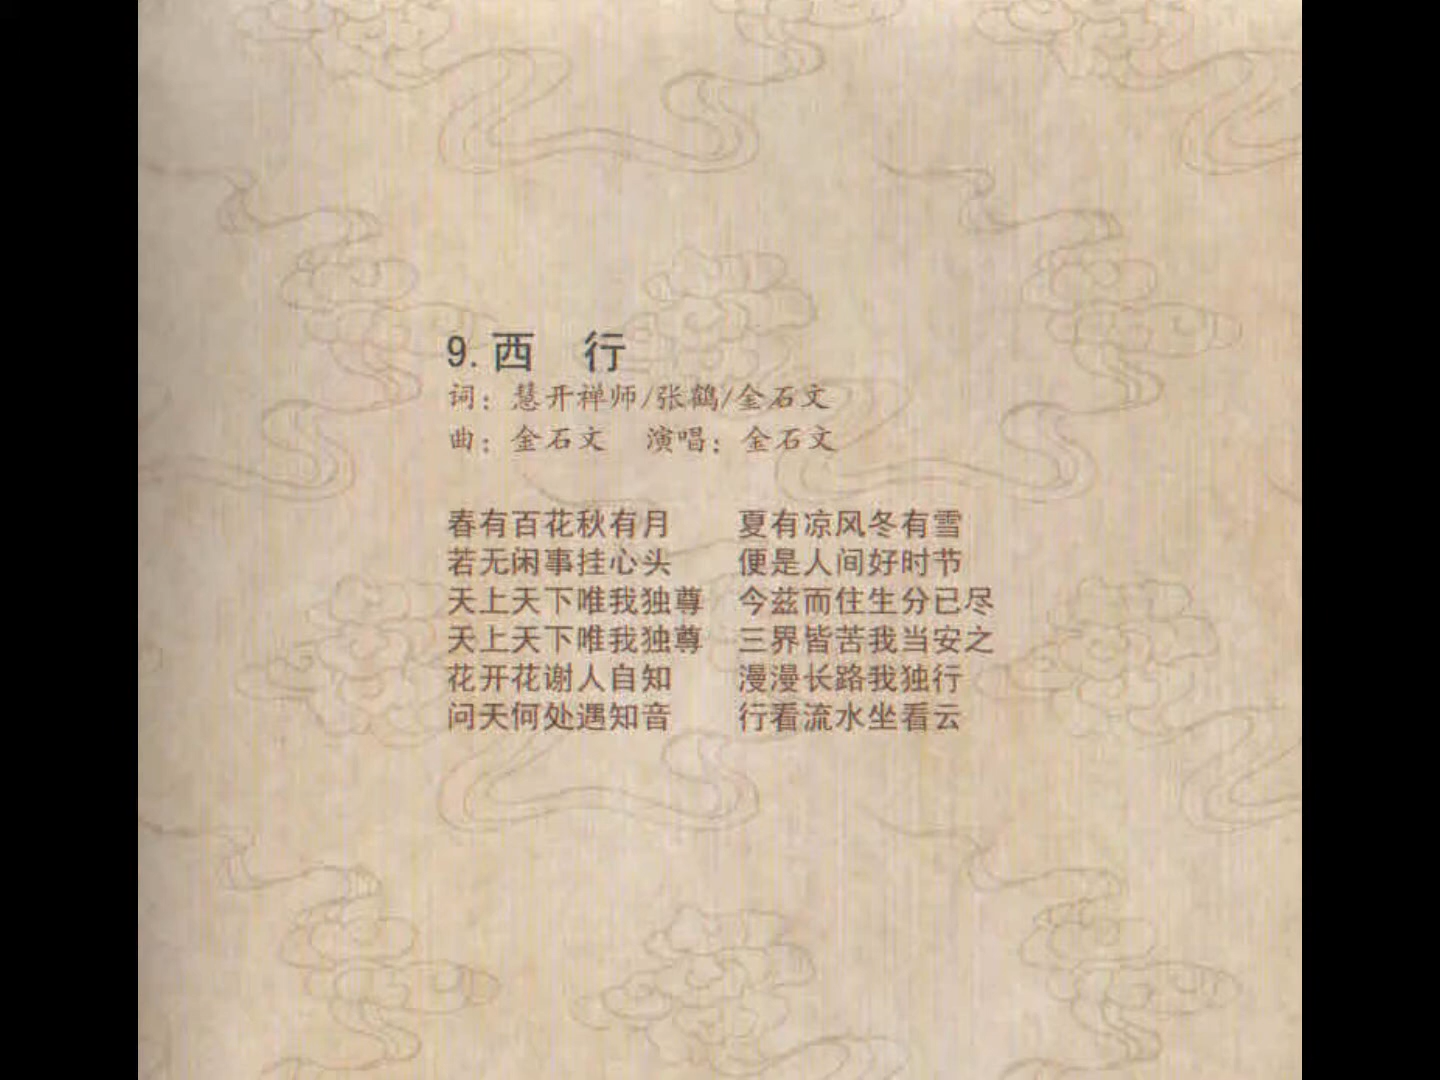 9. 西 行
词：慧开禅师/张鹤/金石文
曲：金石文 演唱：金石文
春有百花秋有月 夏有凉风冬有雪
若无闲事挂心头 便是人间好时节
天上天下唯我独尊 今兹而住生分已尽
天上天下唯我独尊 三界皆苦我当安之
花开花谢人自知 漫漫长路我独行
问天何处遇知音 行看流水坐看云